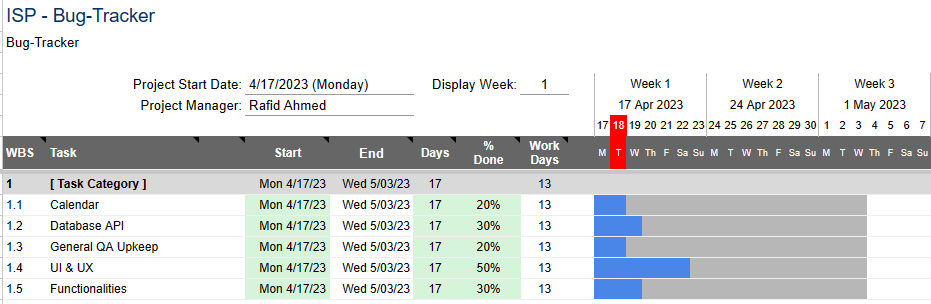 ISP - Bug-Tracker
Bug-Tracker
Project Start Date: 4/17/2023 (Monday) Display Week: 1 Week 1 Week 2 Week 3
Project Manager: Rafid Ahmed 17 Apr 2023 24 Apr 2023 1 May 2023
17 18 19 20 21 22 23 24 25 26 27 28 29 30 1 2 3 4 5 6 7
WBS Task Start End Days % Done Work Days M T W Th F Sa Su M T W Th F Sa Su M T W Th F Sa Su
1 [ Task Category ] Mon 4/17/23 Wed 5/03/23 17 13
1.1 Calendar Mon 4/17/23 Wed 5/03/23 17 20% 13
1.2 Database API Mon 4/17/23 Wed 5/03/23 17 30% 13
1.3 General QA Upkeep Mon 4/17/23 Wed 5/03/23 17 20% 13
1.4 UI & UX Mon 4/17/23 Wed 5/03/23 17 50% 13
1.5 Functionalities Mon 4/17/23 Wed 5/03/23 17 30% 13